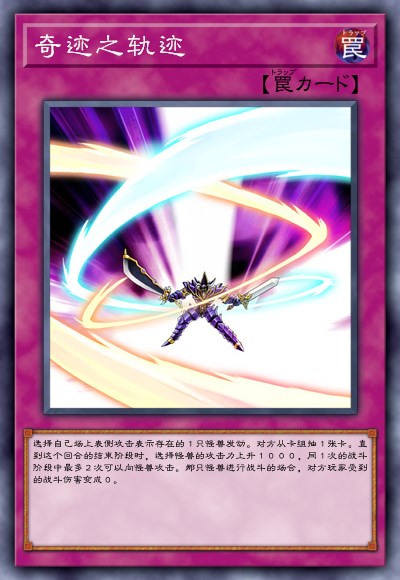 奇迹之轨迹
トラップ
罠
トラップ
【罠カード】
选择自己场上表侧攻击表示存在的1只怪兽发动。对方从卡组抽1张卡。直
到这个回合的结束阶段时，选择怪兽的攻击力上升1000，同1次的战斗
阶段中最多2次可以向怪兽攻击。那只怪兽进行战斗的场合，对方玩家受到
的战斗伤害变成0。